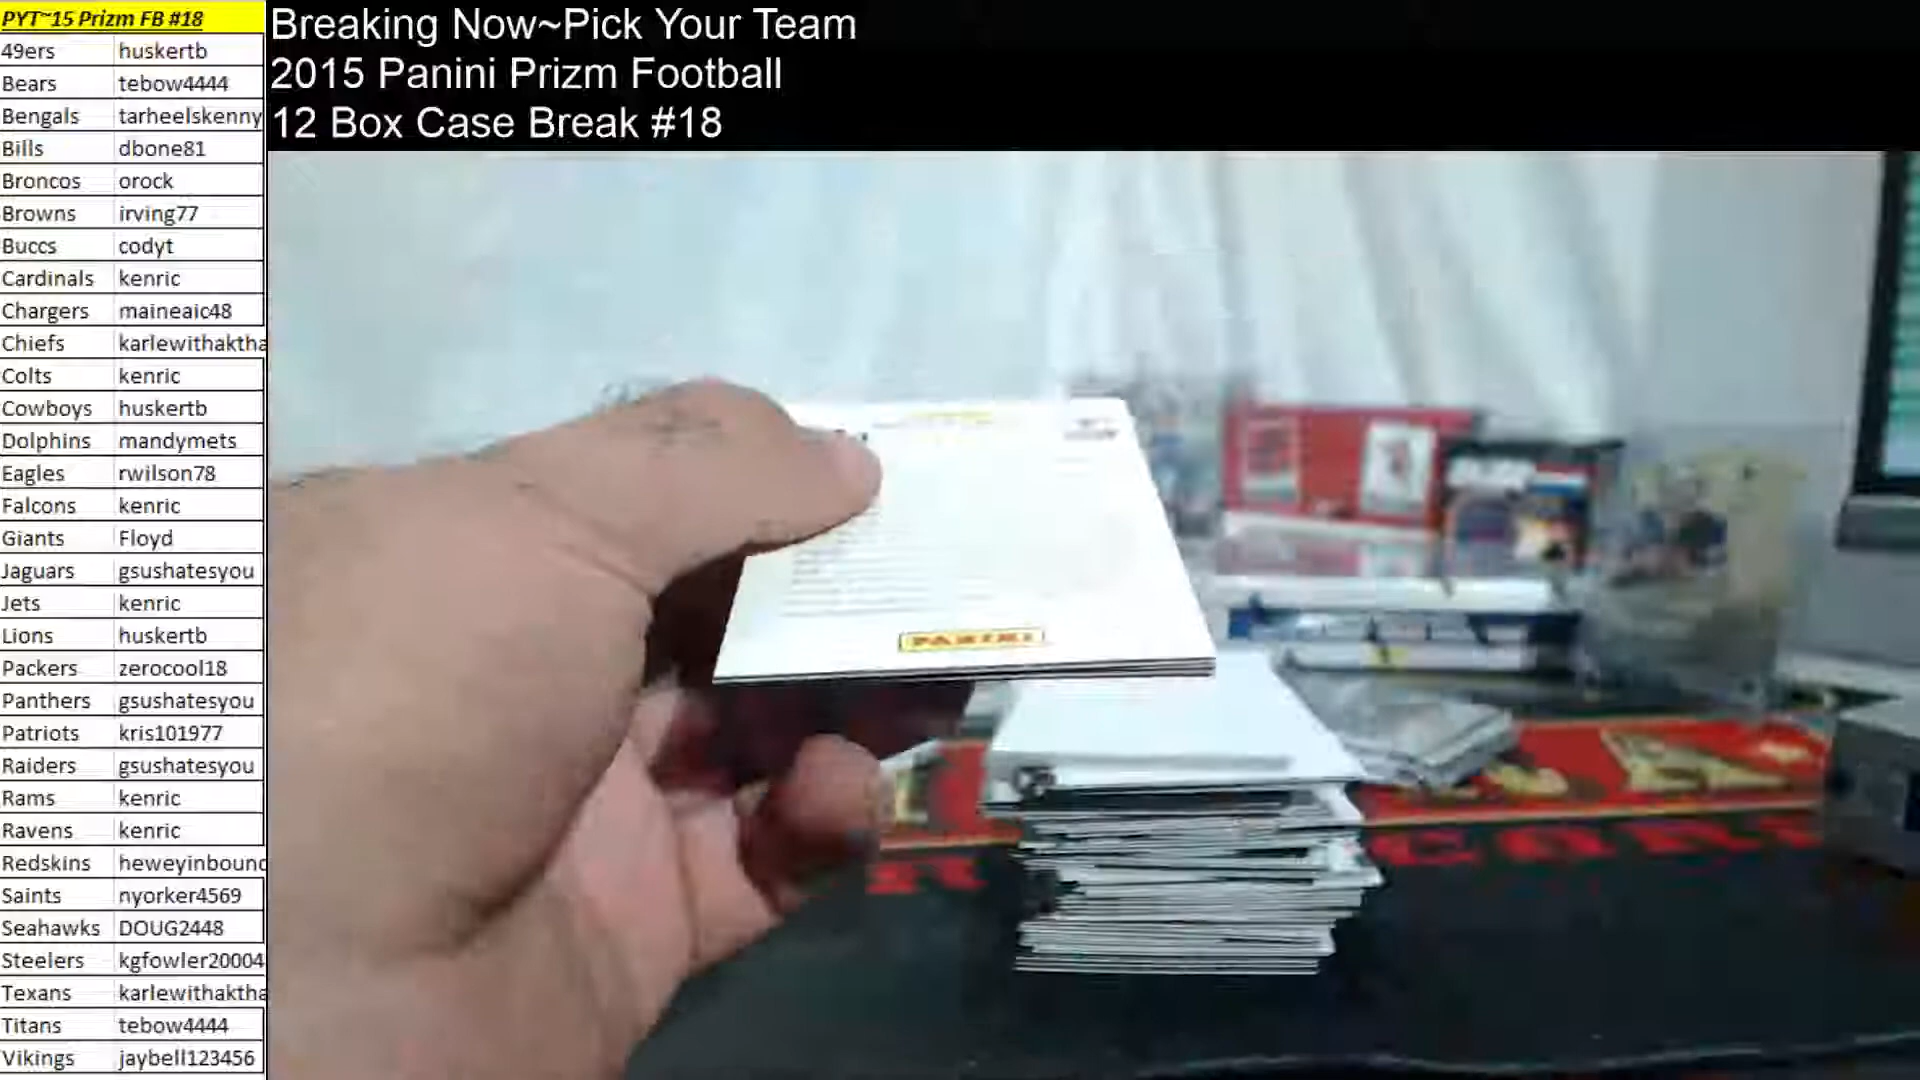 PYT~15 Prizm FB #18
49ers huskertb
Bears tebow4444
Bengals tarheelskenny
Bills dbone81
Broncos orock
Browns irving77
Buccs codyt
Cardinals kenric
Chargers maineaic48
Chiefs karlewithaktha
Colts kenric
Cowboys huskertb
Dolphins mandymets
Eagles rwilson78
Falcons kenric
Giants Floyd
Jaguars gsushatesyou
Jets kenric
Lions huskertb
Packers zerocool18
Panthers gsushatesyou
Patriots kris101977
Raiders gsushatesyou
Rams kenric
Ravens kenric
Redskins heweyinbound
Saints nyorker4569
Seahawks DOUG2448
Steelers kgfowler20004
Texans karlewithaktha
Titans tebow4444
Vikings jaybell123456
Breaking Now~Pick Your Team
2015 Panini Prizm Football
12 Box Case Break #18
PANINI